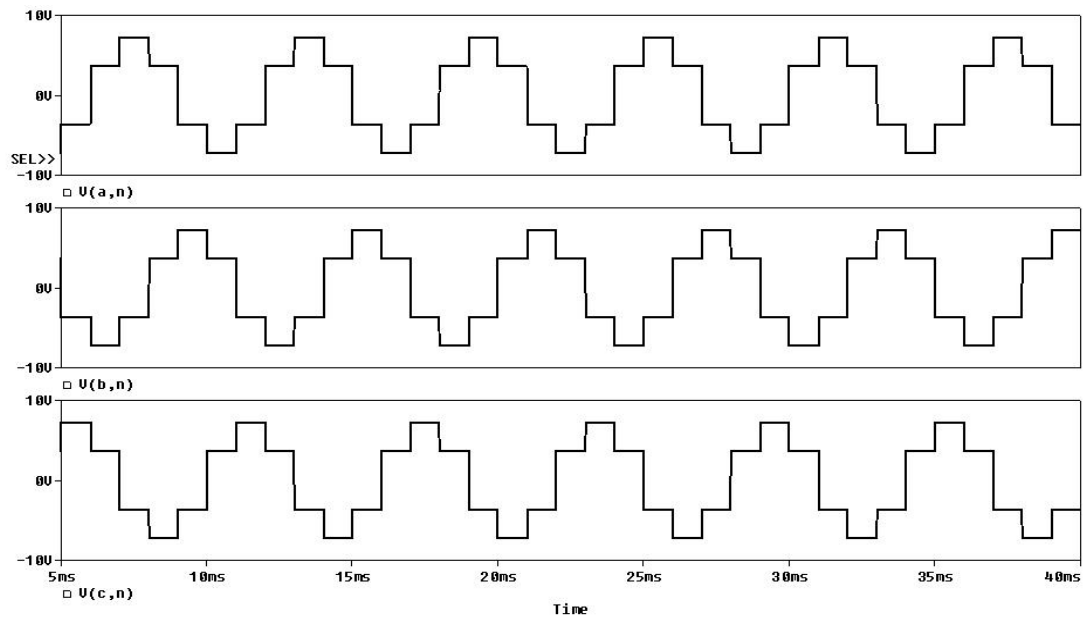 10V
0V
SEL>>
-10V
V(a,n)
10V
0V
-10V
V(b,n)
10V
0V
-10V
5ms 10ms 15ms 20ms 25ms 30ms 35ms 40ms
V(c,n)
Time